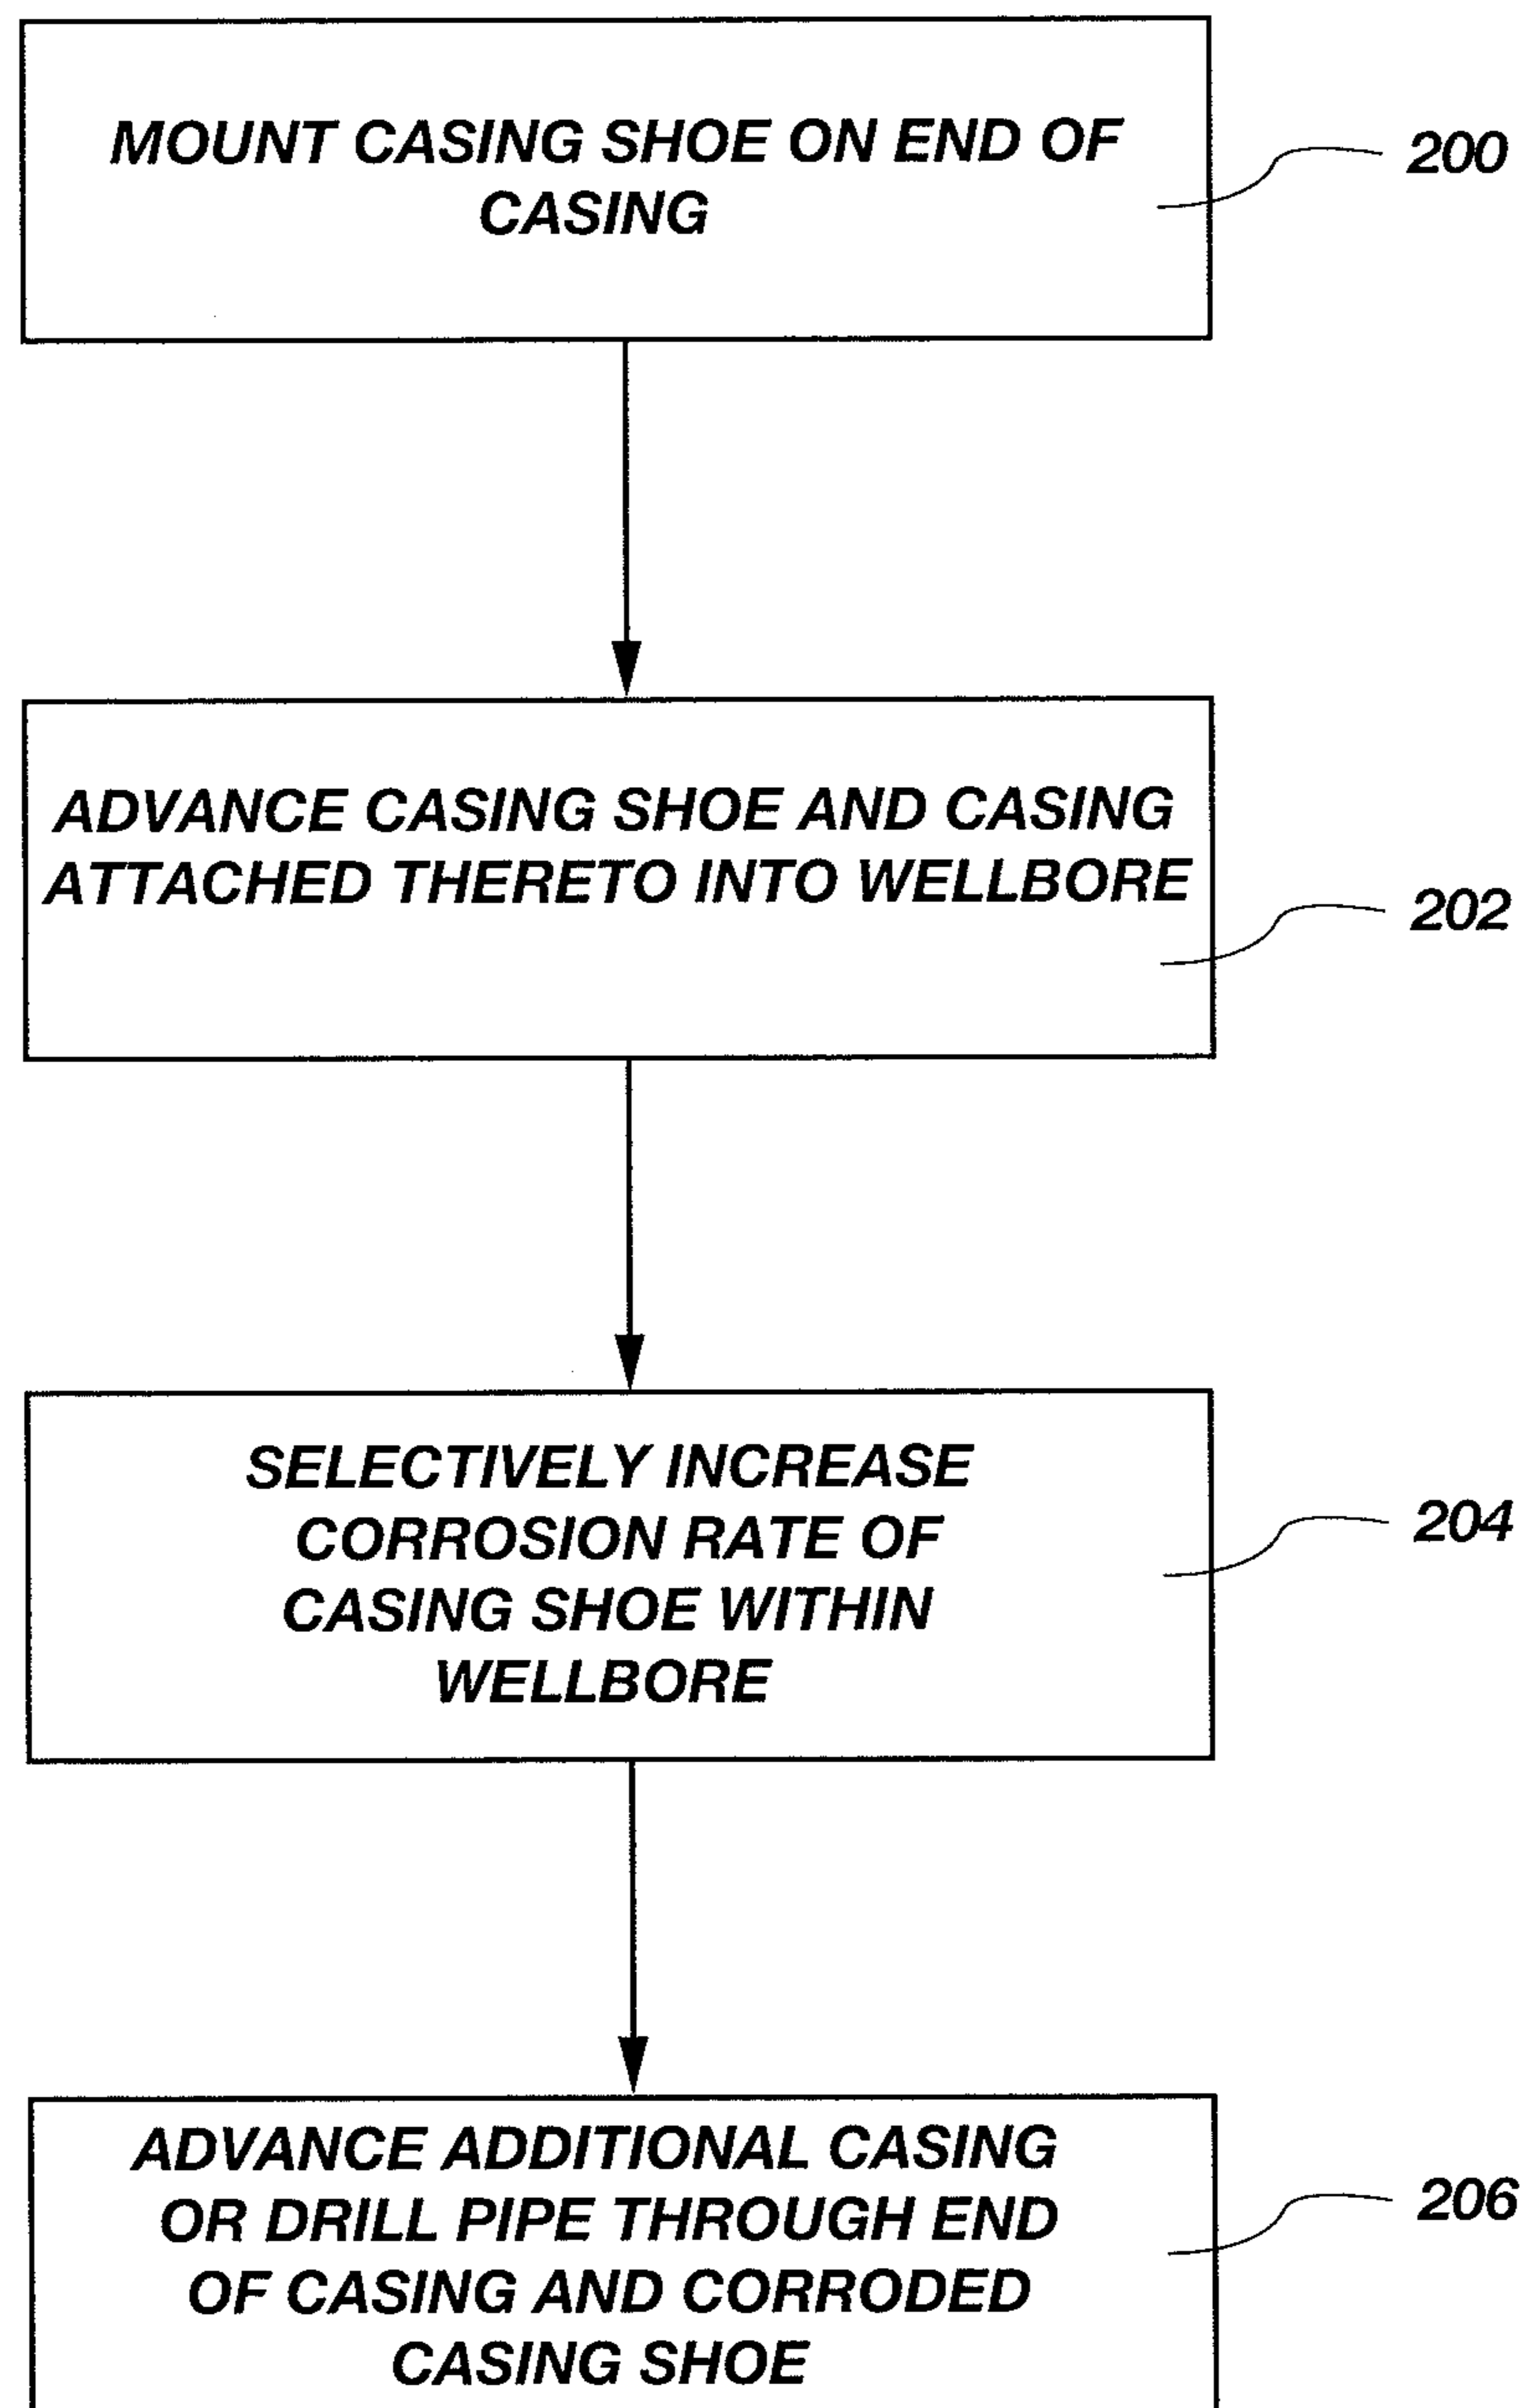 MOUNT CASING SHOE ON END OF
CASING
200
ADVANCE CASING SHOE AND CASING
ATTACHED THERETO INTO WELLBORE
202
SELECTIVELY INCREASE
CORROSION RATE OF
CASING SHOE WITHIN
WELLBORE
204
ADVANCE ADDITIONAL CASING
OR DRILL PIPE THROUGH END
OF CASING AND CORRODED
CASING SHOE
206